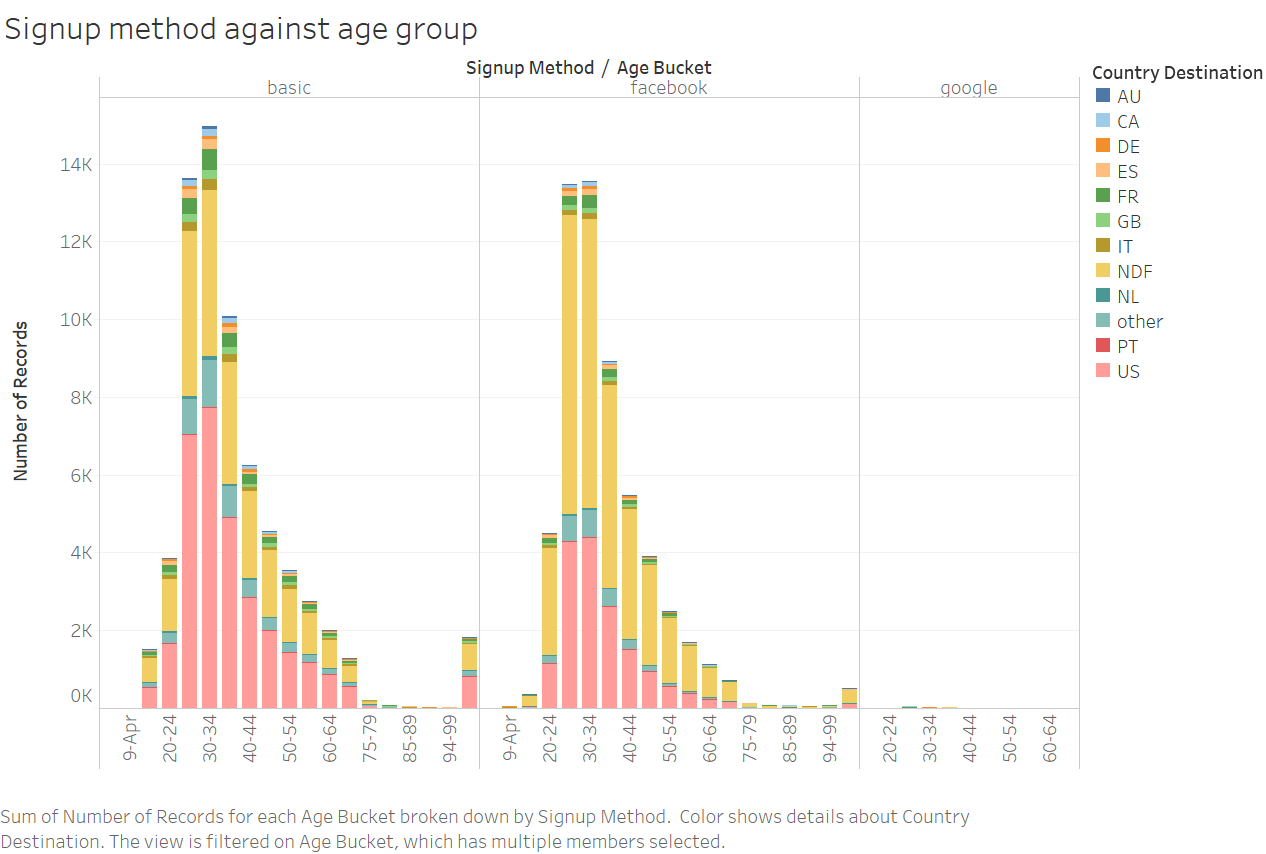 Signup method against age group
Signup Method / Age Bucket
basic
facebook
google
Number of Records
14K
12K
10K
8K
6K
4K
2K
0K
9-Apr
20-24
30-34
40-44
50-54
60-64
75-79
85-89
94-99
9-Apr
20-24
30-34
40-44
50-54
60-64
75-79
85-89
94-99
20-24
30-34
40-44
50-54
60-64
Country Destination
AU
CA
DE
ES
FR
GB
IT
NDF
NL
other
PT
US
Sum of Number of Records for each Age Bucket broken down by Signup Method. Color shows details about Country
Destination. The view is filtered on Age Bucket, which has multiple members selected.